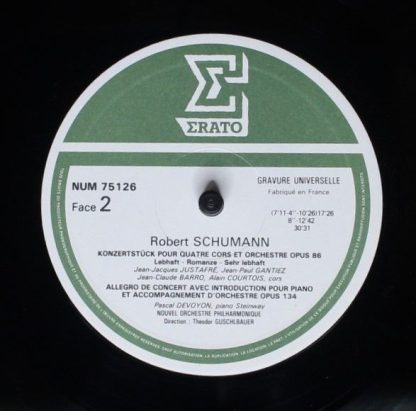 ΣRATO
NUM 75126
Face 2
GRAVURE UNIVERSELLE
Fabriqué en France
(7'11-4''-10'26)17'26
8''-12'42
30'31
Robert SCHUMANN
KONZERTSTÜCK POUR QUATRE CORS ET ORCHESTRE OPUS 86
Lebhaft - Romanze - Sehr lebhaft
Jean-Jacques JUSTAFRÉ, Jean-Paul GANTIEZ
Jean-Claude BARRO, Alain COURTOIS, cors
ALLEGRO DE CONCERT AVEC INTRODUCTION POUR PIANO
ET ACCOMPAGNEMENT D'ORCHESTRE OPUS 134
Pascal DEVOYON, piano Steinway
NOUVEL ORCHESTRE PHILHARMONIQUE
Direction : Theodor GUSCHLBAUER